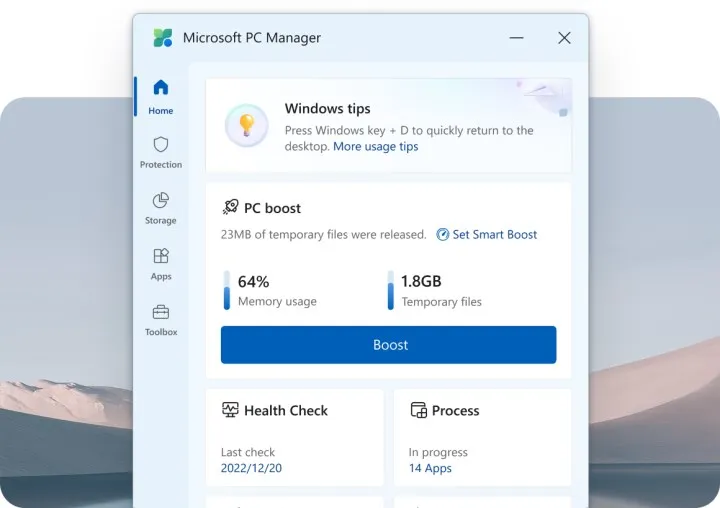 Microsoft PC Manager
Home
Protection
Storage
Apps
Toolbox
Windows tips
Press Windows key + D to quickly return to the
desktop. More usage tips
PC boost
23MB of temporary files were released. Set Smart Boost
64%
Memory usage
1.8GB
Temporary files
Boost
Health Check
Last check
2022/12/20
Process
In progress
14 Apps